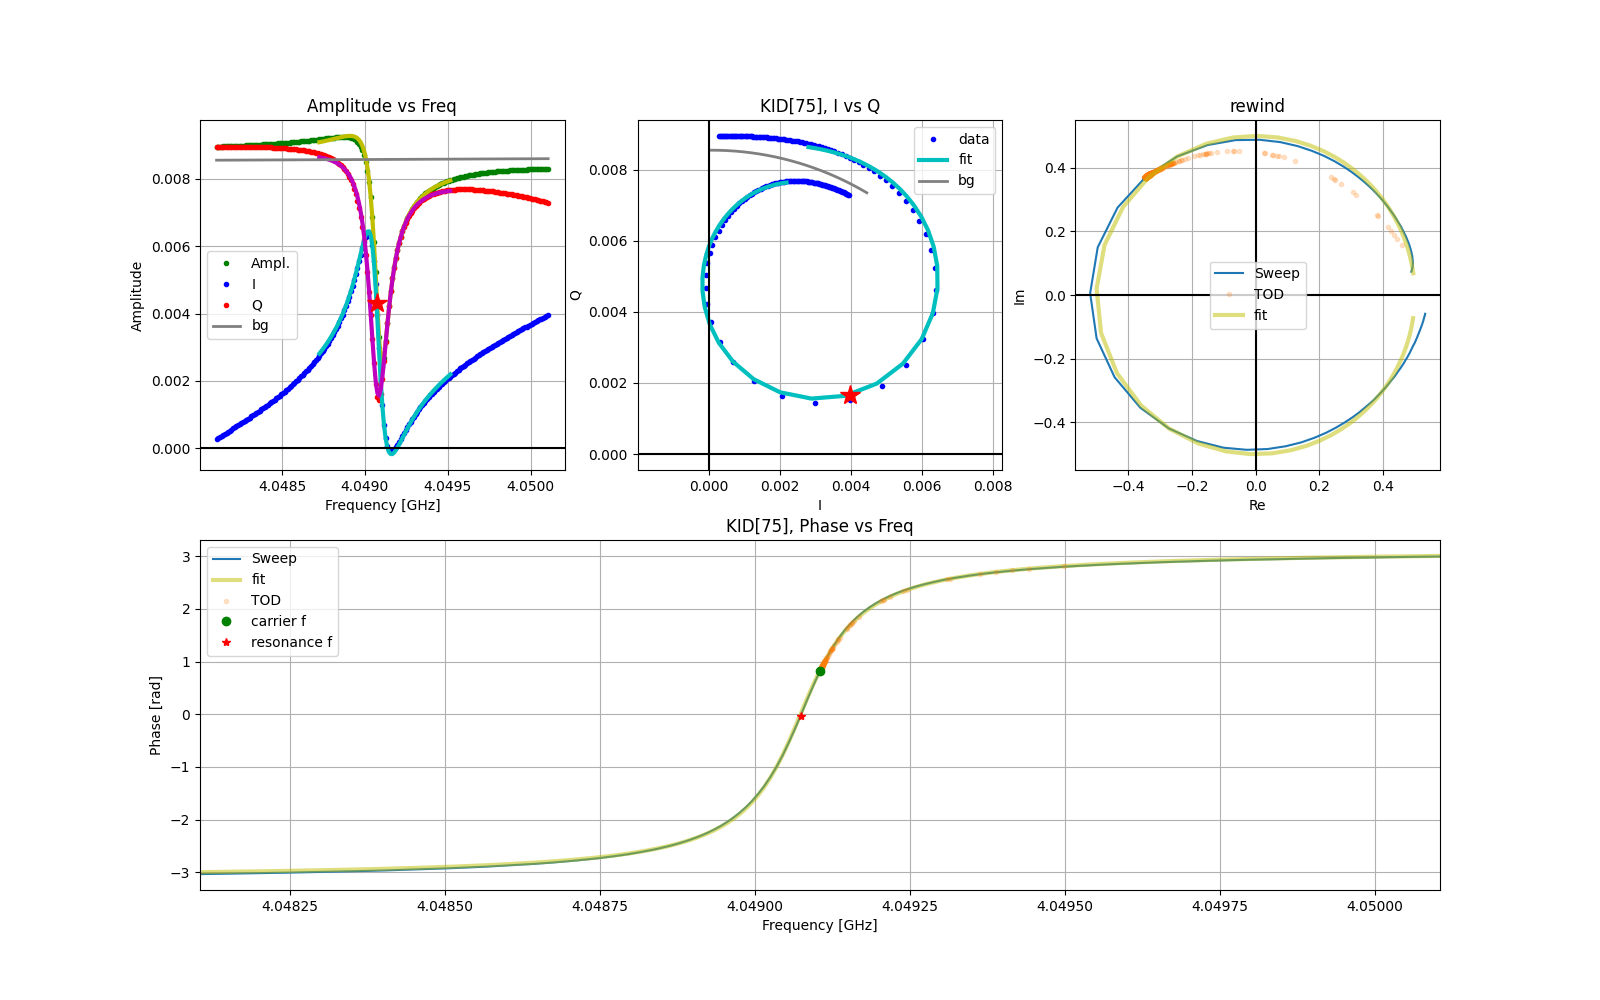 Amplitude vs Freq
Amplitude
0.008
0.006
0.004
0.002
0.000
Ampl.
I
Q
bg
4.0485
4.0490
4.0495
4.0500
Frequency [GHz]
KID[75], I vs Q
Q
0.008
0.006
0.004
0.002
0.000
data
fit
bg
0.000
0.002
0.004
0.006
0.008
I
rewind
Im
0.4
0.2
0.0
−0.2
−0.4
Sweep
TOD
fit
−0.4
−0.2
0.0
0.2
0.4
Re
KID[75], Phase vs Freq
Phase [rad]
3
2
1
0
−1
−2
−3
Sweep
fit
TOD
carrier f
resonance f
4.04825
4.04850
4.04875
4.04900
4.04925
4.04950
4.04975
4.05000
Frequency [GHz]